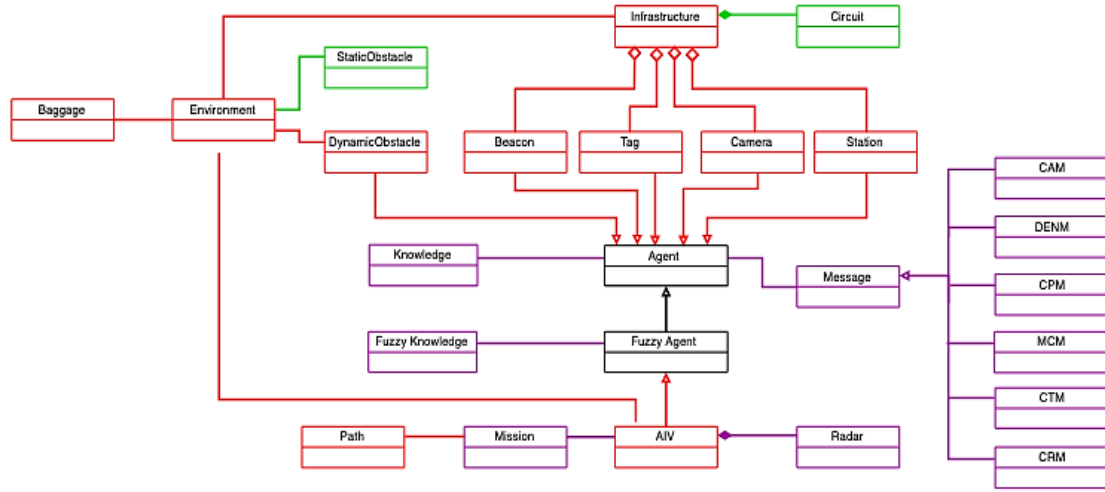 Infrastructure
Circuit
StaticObstacle
Baggage
Environment
DynamicObstacle
Beacon
Tag
Camera
Station
CAM
DENM
Knowledge
Agent
Message
CPM
Fuzzy Knowledge
Fuzzy Agent
MCM
CTM
Path
Mission
AIV
Radar
CRM